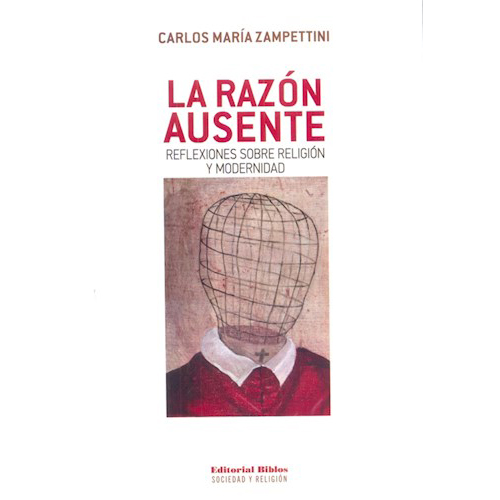 CARLOS MARÍA ZAMPETTINI
LA RAZÓN
AUSENTE
REFLEXIONES SOBRE RELIGIÓN
Y MODERNIDAD
Editorial Biblos
SOCIEDAD Y RELIGIÓN